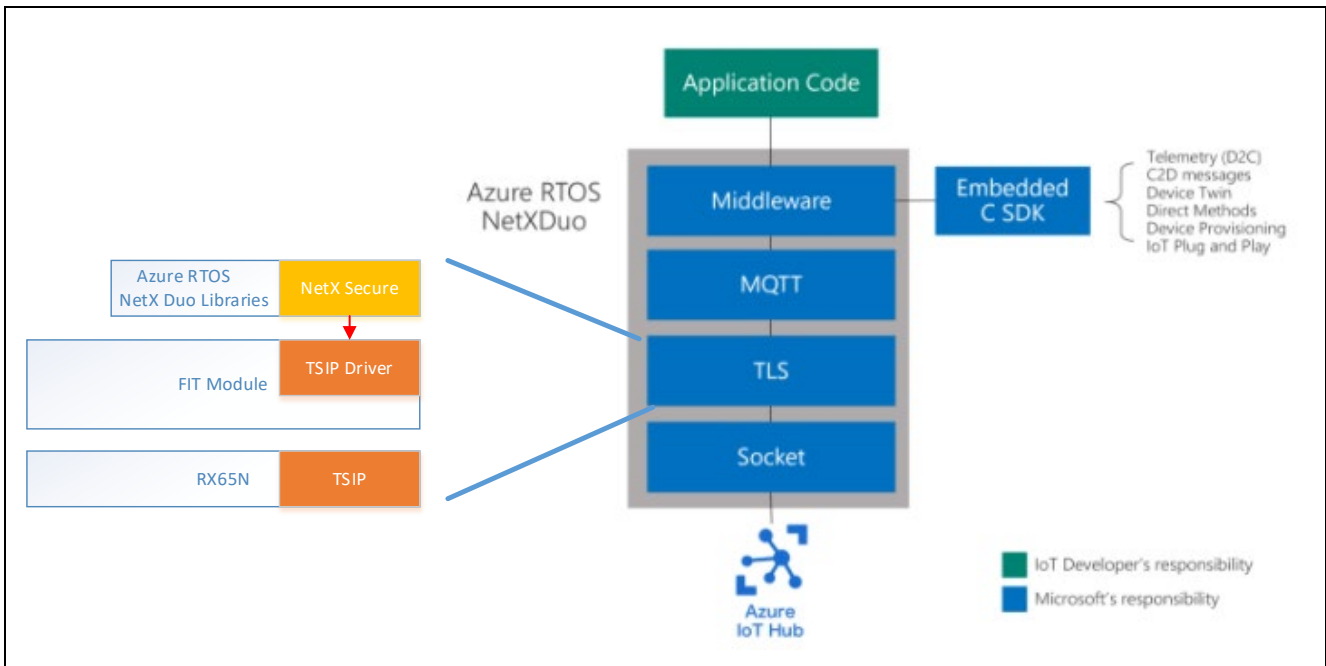 Application Code
Azure RTOS
NetXDuo
Middleware
Embedded
C SDK
Telemetry (D2C)
C2D messages
Device Twin
Direct Methods
Device Provisioning
IoT Plug and Play
MQTT
TLS
Socket
Azure RTOS
NetX Duo Libraries
NetX Secure
FIT Module
TSIP Driver
RX65N
TSIP
Azure
IoT Hub
IoT Developer's responsibility
Microsoft's responsibility